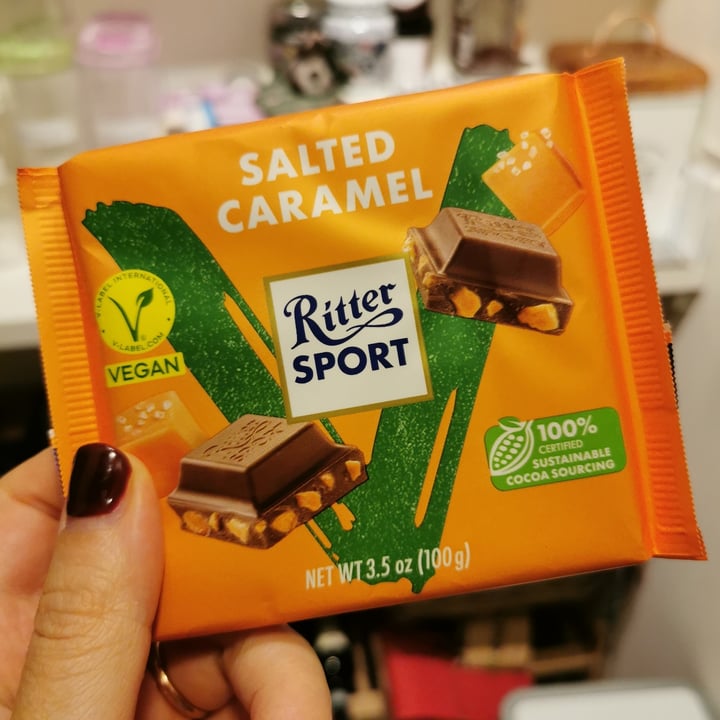 SALTED
CARAMEL
V-LABEL INTERNATIONAL
V-LABEL.COM
VEGAN
Ritter
SPORT
100%
CERTIFIED
SUSTAINABLE
COCOA SOURCING
NET WT 3.5 oz (100g)